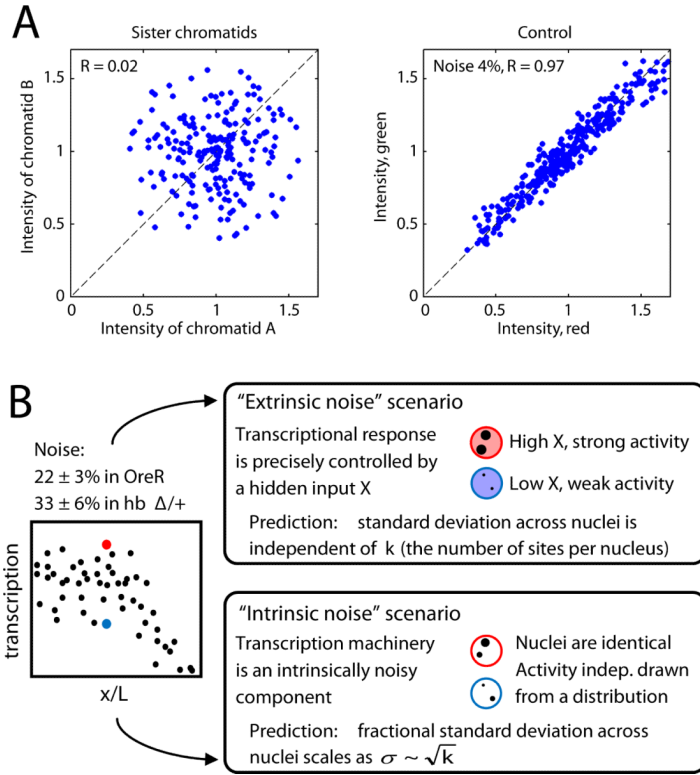 A
Sister chromatids
R = 0.02
Intensity of chromatid B
1.5
1
0.5
0
0
0.5
1
1.5
Intensity of chromatid A
Control
Noise 4%, R = 0.97
Intensity, green
1.5
1
0.5
0
0
0.5
1
1.5
Intensity, red
B
Noise:
22 ± 3% in OreR
33 ± 6% in hb Δ/+
transcription
x/L
“Extrinsic noise” scenario
Transcriptional response
is precisely controlled by
a hidden input X
High X, strong activity
Low X, weak activity
Prediction: standard deviation across nuclei is
independent of k (the number of sites per nucleus)
“Intrinsic noise” scenario
Transcription machinery
is an intrinsically noisy
component
Nuclei are identical
Activity indep. drawn
from a distribution
Prediction: fractional standard deviation across
nuclei scales as σ ~ √k